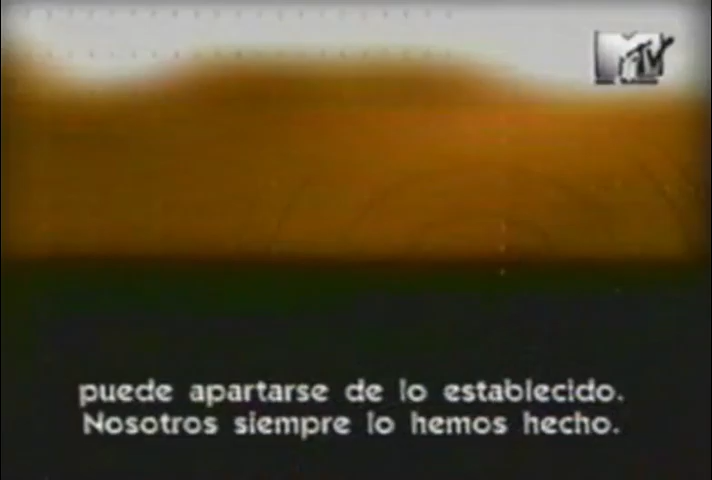 MTV
puede apartarse de lo establecido.
Nosotros siempre lo hemos hecho.